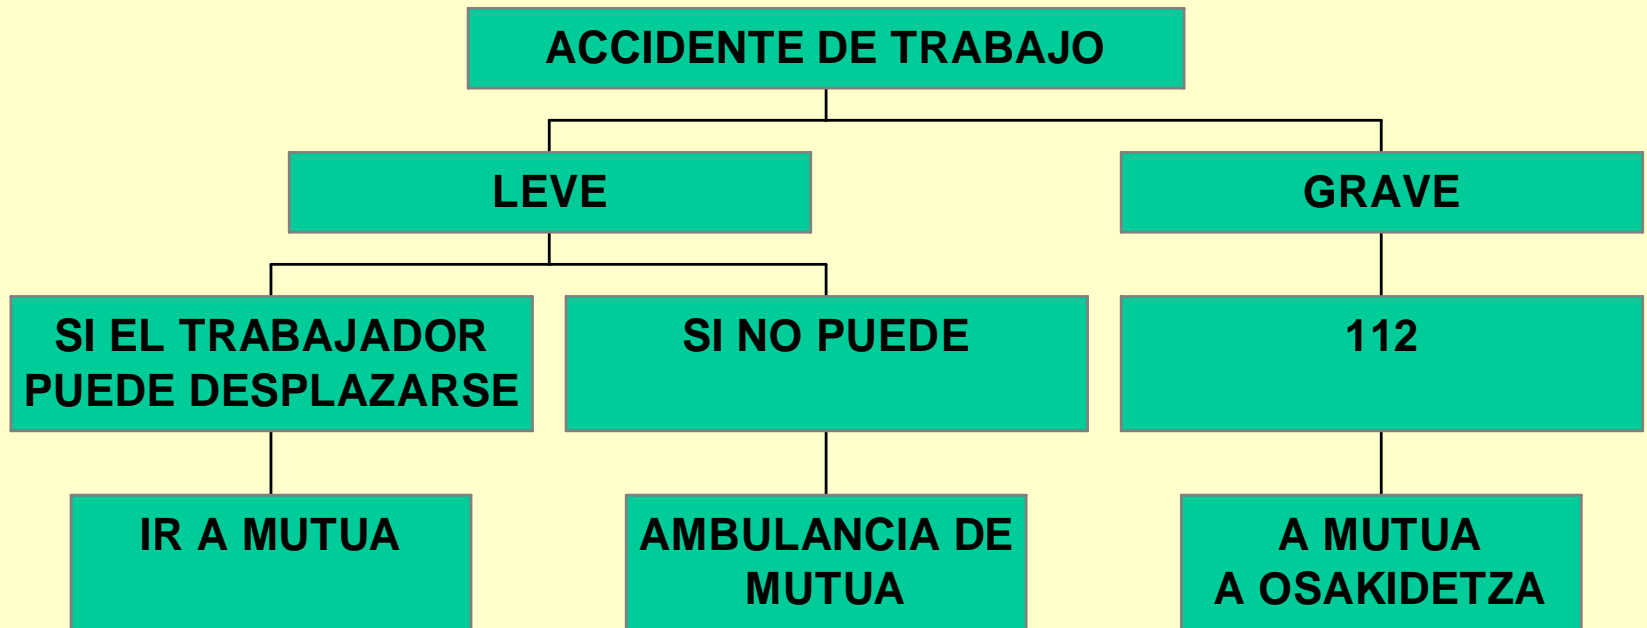 ACCIDENTE DE TRABAJO
LEVE
GRAVE
SI EL TRABAJADOR
PUEDE DESPLAZARSE
SI NO PUEDE
112
IR A MUTUA
AMBULANCIA DE
MUTUA
A MUTUA
A OSAKIDETZA